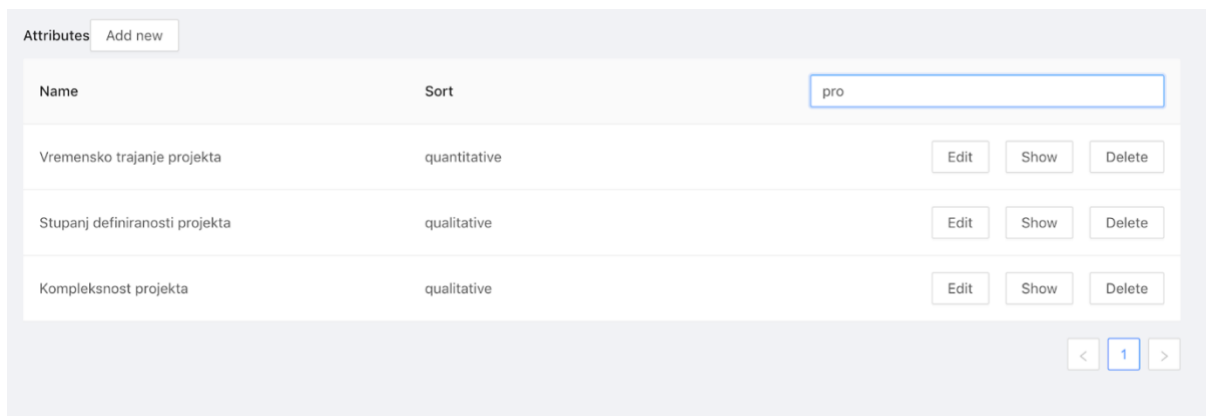 Attributes Add new
Name Sort pro
Vremensko trajanje projekta quantitative Edit Show Delete
Stupanj definiranosti projekta qualitative Edit Show Delete
Kompleksnost projekta qualitative Edit Show Delete
< 1 >